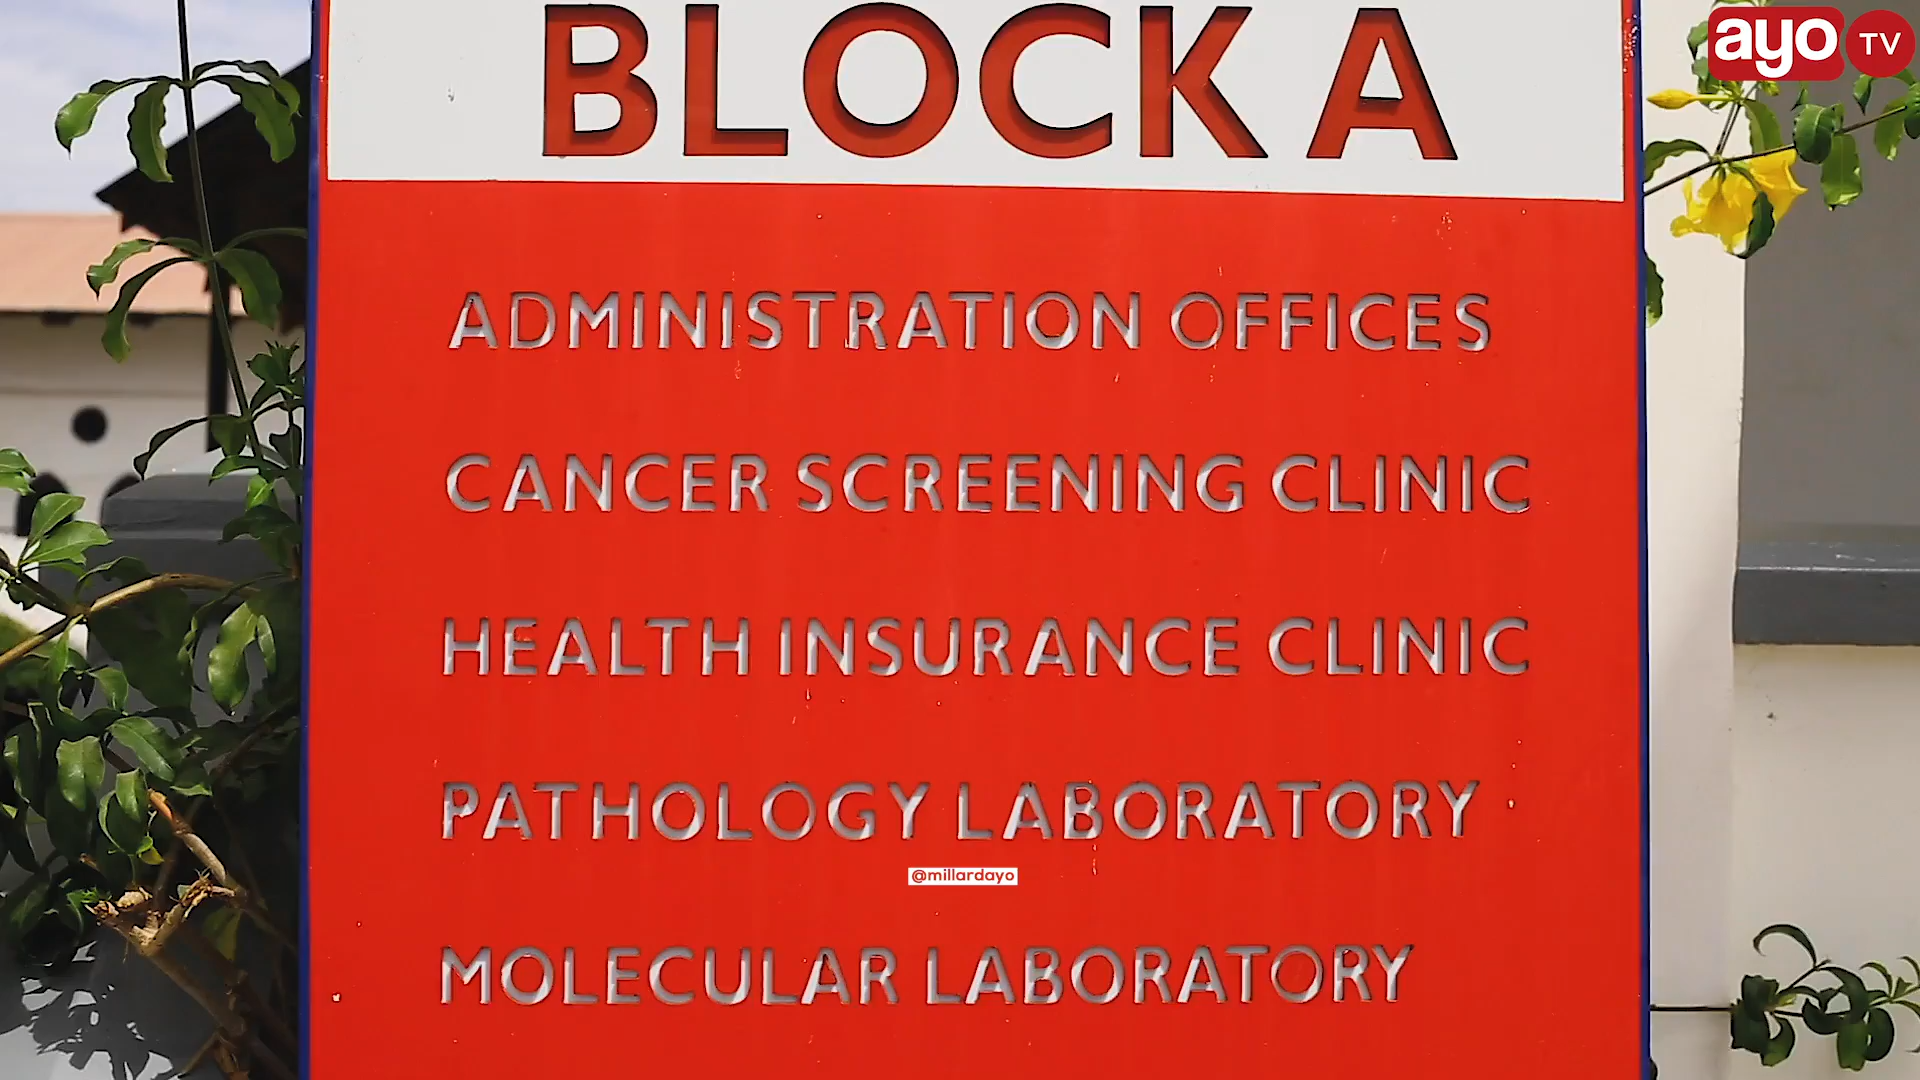 BLOCK A
ayo TV
ADMINISTRATION OFFICES
CANCER SCREENING CLINIC
HEALTH INSURANCE CLINIC
PATHOLOGY LABORATORY
@millardayo
MOLECULAR LABORATORY